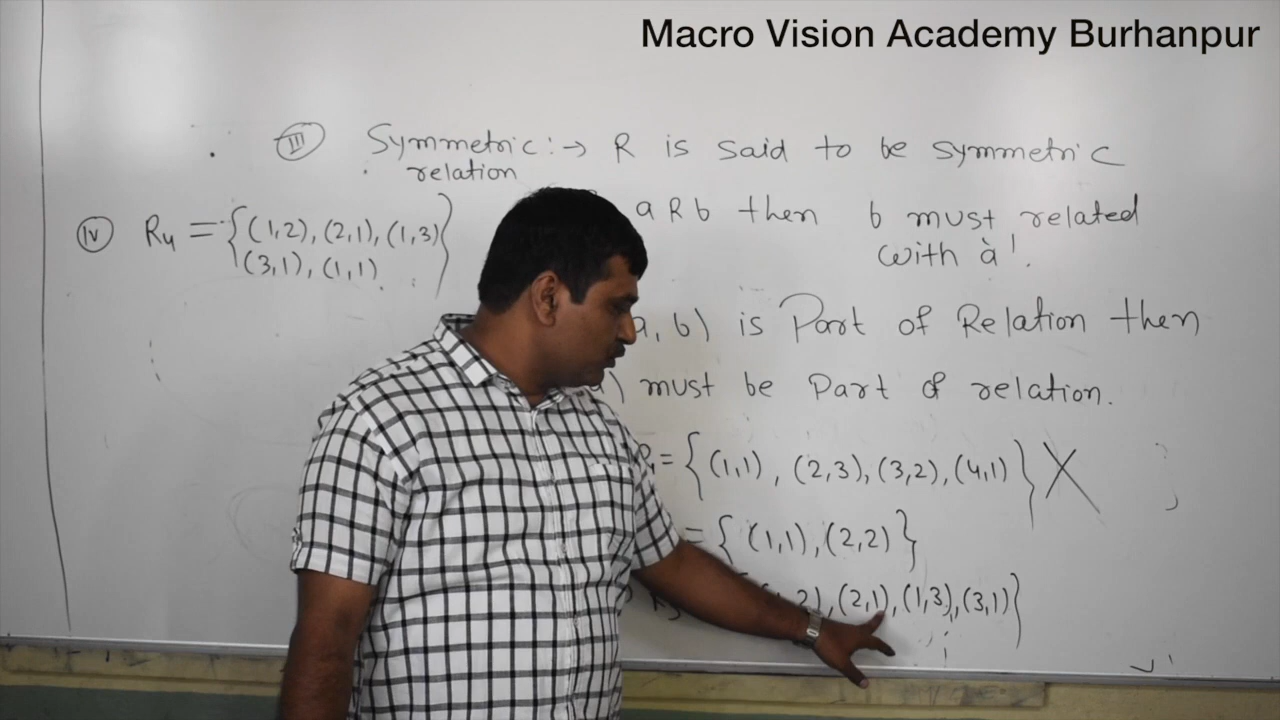 Macro Vision Academy Burhanpur
III Symmetric :→ R is said to be symmetric
relation
a R b then b must related
with 'a'.
IV R4 = {(1,2), (2,1), (1,3)
(3,1), (1,1)}
a, b) is Part of Relation then
) must be Part of relation.
= {(1,1), (2,3), (3,2), (4,1)} X
= {(1,1), (2,2)}
2), (2,1), (1,3), (3,1)}